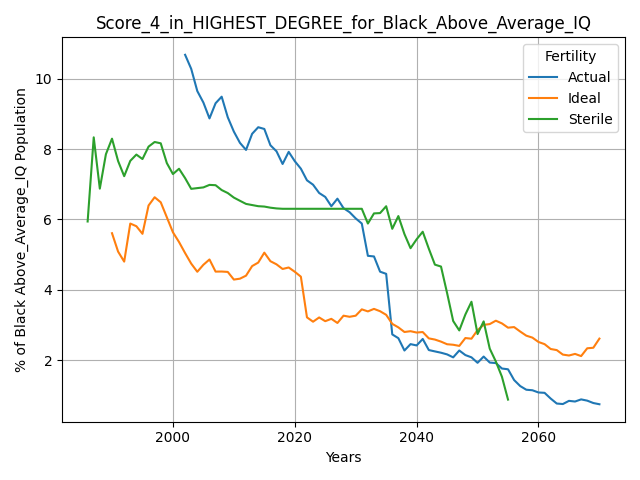 Score_4_in_HIGHEST_DEGREE_for_Black_Above_Average_IQ
% of Black Above_Average_IQ Population
10
8
6
4
2
Fertility
Actual
Ideal
Sterile
2000
2020
2040
2060
Years